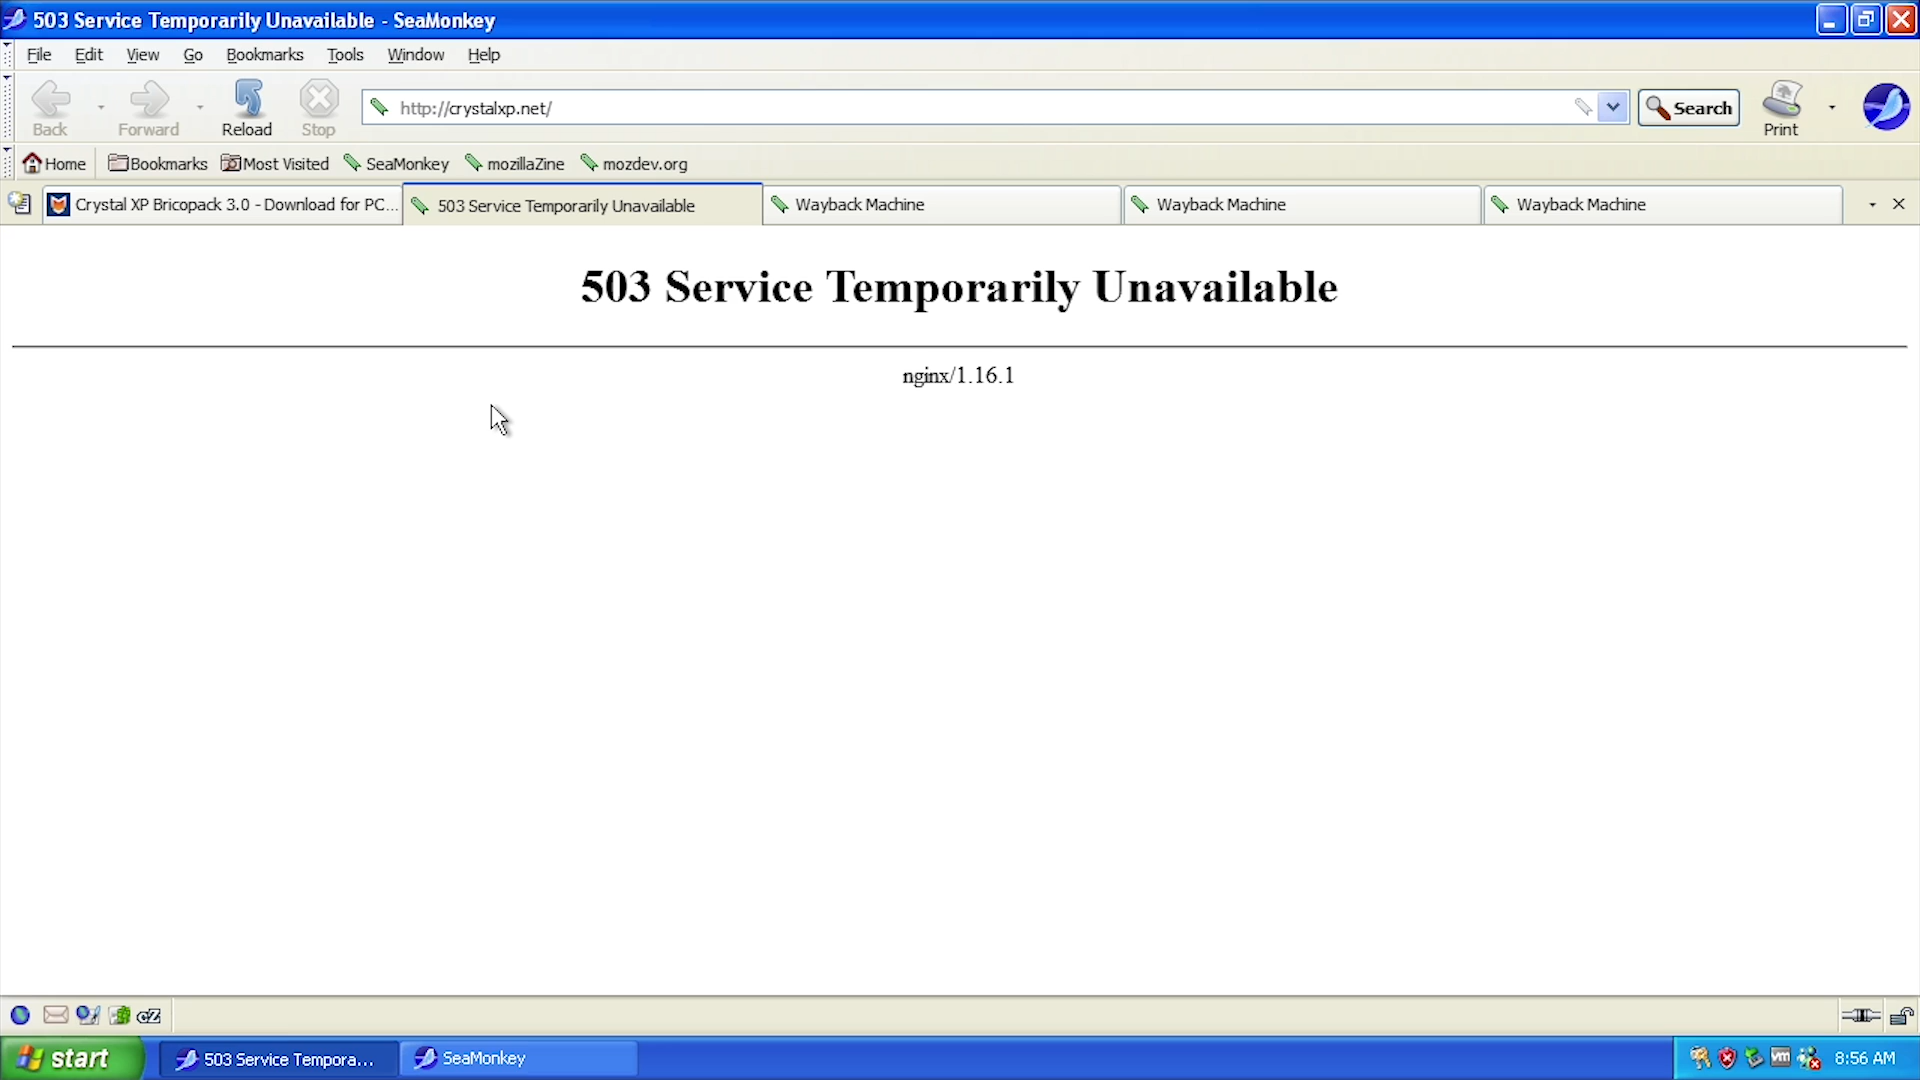 503 Service Temporarily Unavailable - SeaMonkey
File Edit View Go Bookmarks Tools Window Help
Back Forward Reload Stop http://crystalxp.net/ Search Print
Home Bookmarks Most Visited SeaMonkey mozillaZine mozdev.org
Crystal XP Bricopack 3.0 - Download for PC... 503 Service Temporarily Unavailable Wayback Machine Wayback Machine Wayback Machine
503 Service Temporarily Unavailable
nginx/1.16.1
cZ
start 503 Service Tempora... SeaMonkey vm 8:56 AM